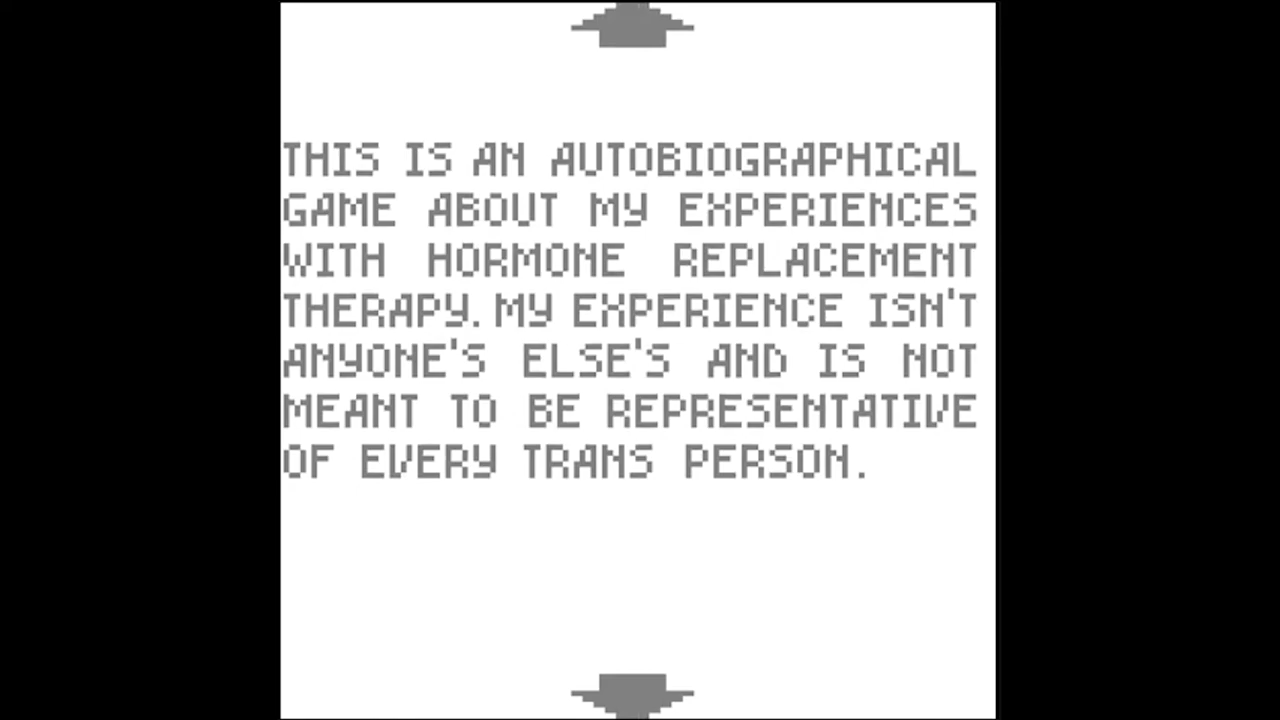 THIS IS AN AUTOBIOGRAPHICAL
GAME ABOUT MY EXPERIENCES
WITH HORMONE REPLACEMENT
THERAPY. MY EXPERIENCE ISN'T
ANYONE'S ELSE'S AND IS NOT
MEANT TO BE REPRESENTATIVE
OF EVERY TRANS PERSON.